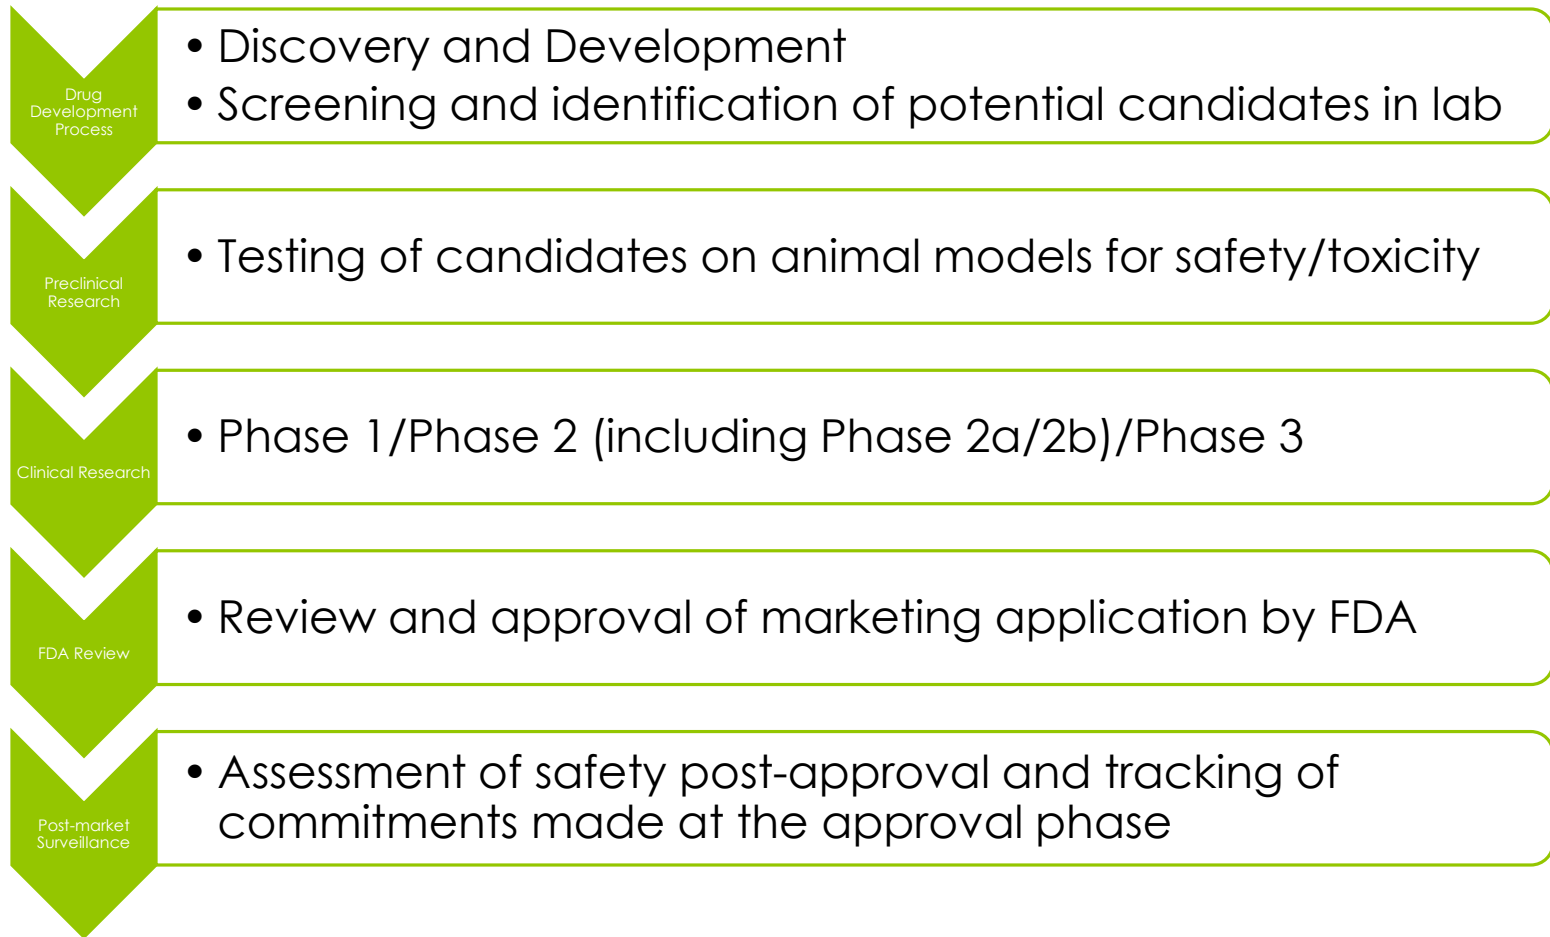 Drug
Development
Process
• Discovery and Development
• Screening and identification of potential candidates in lab
Preclinical
Research
• Testing of candidates on animal models for safety/toxicity
Clinical Research
• Phase 1/Phase 2 (including Phase 2a/2b)/Phase 3
FDA Review
• Review and approval of marketing application by FDA
Post-market
Surveillance
• Assessment of safety post-approval and tracking of
commitments made at the approval phase